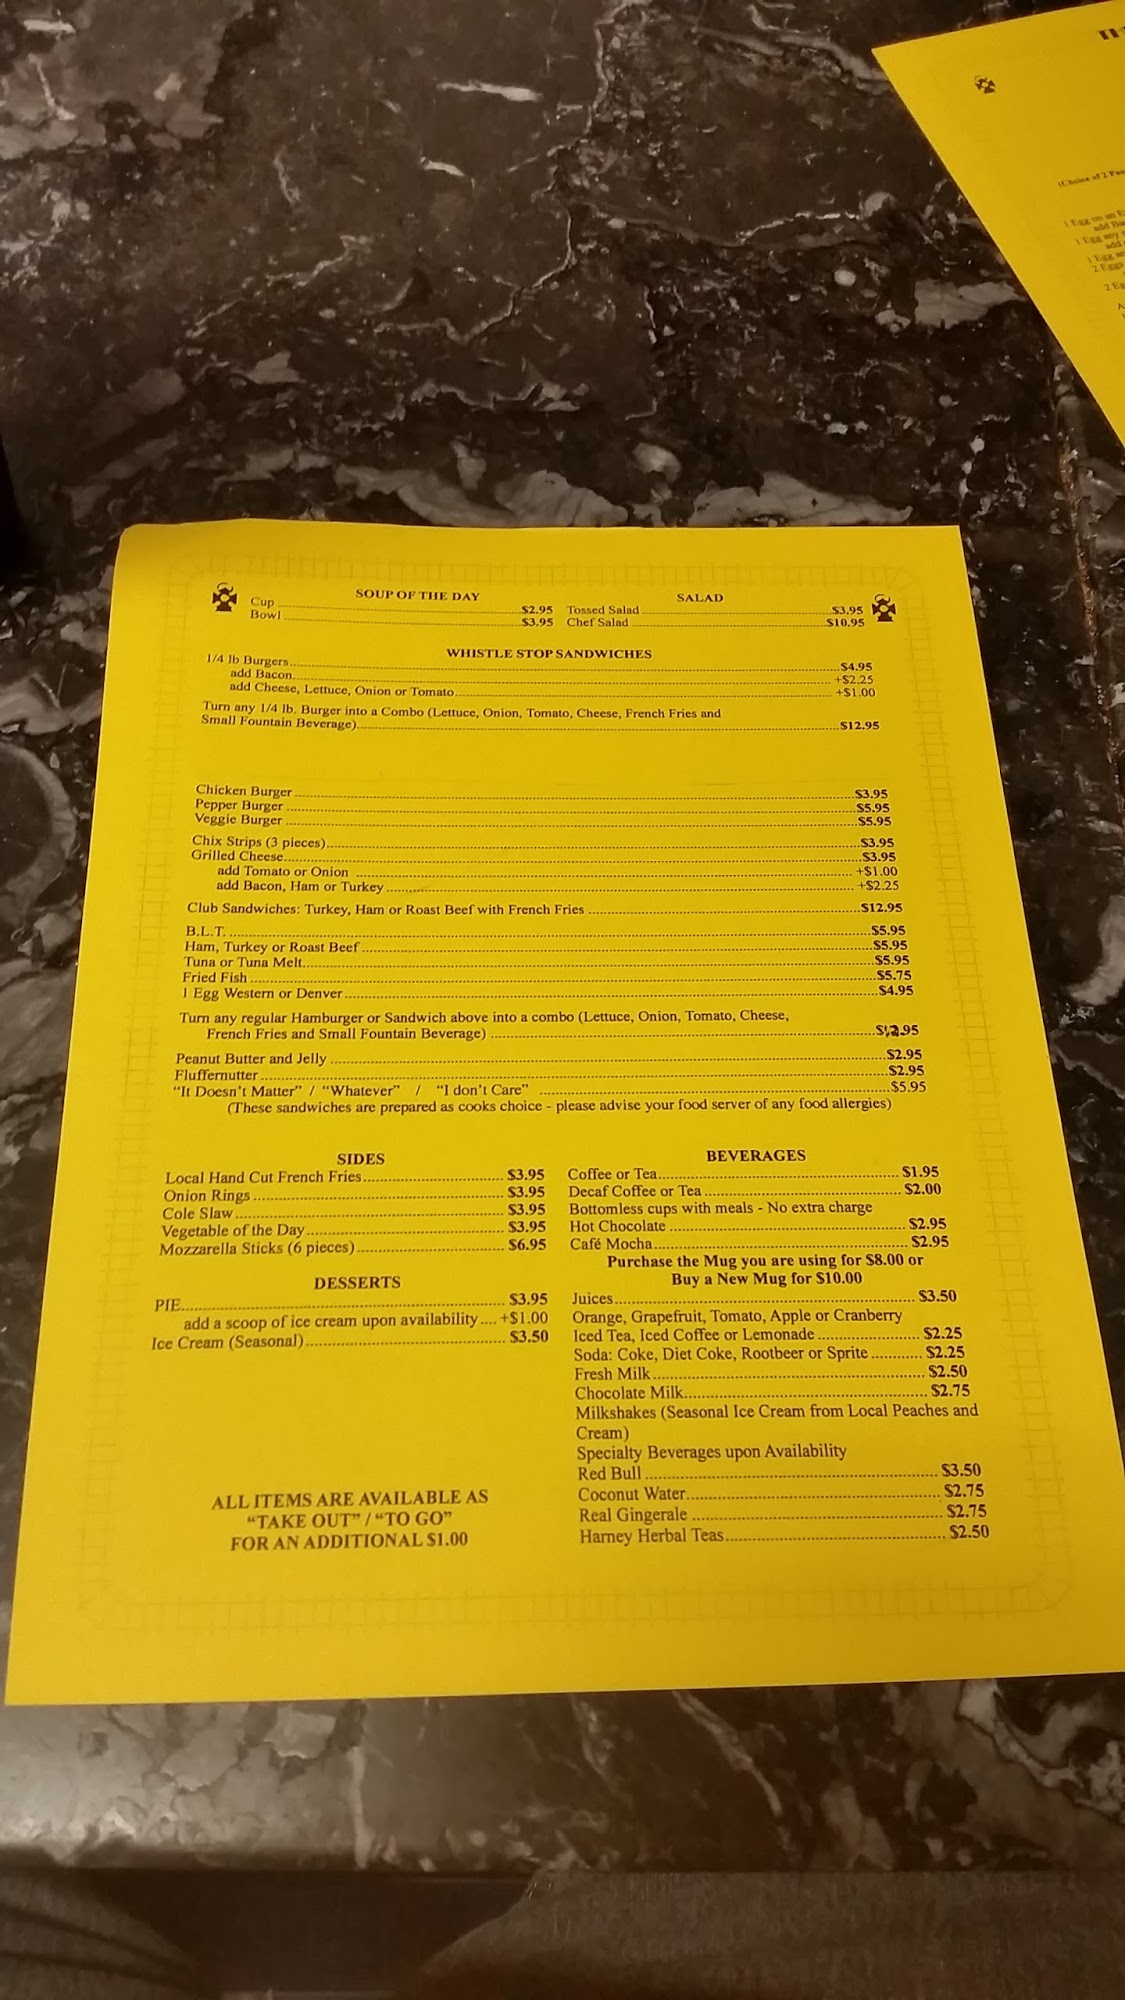 SOUP OF THE DAY
Cup $2.95
Bowl $3.95
SALAD
Tossed Salad $3.95
Chef Salad $10.95
WHISTLE STOP SANDWICHES
1/4 lb Burgers $4.95
add Bacon +$2.25
add Cheese, Lettuce, Onion or Tomato +$1.00
Turn any 1/4 lb. Burger into a Combo (Lettuce, Onion, Tomato, Cheese, French Fries and
Small Fountain Beverage) $12.95
Chicken Burger $3.95
Pepper Burger $5.95
Veggie Burger $5.95
Chix Strips (3 pieces) $3.95
Grilled Cheese $3.95
add Tomato or Onion +$1.00
add Bacon, Ham or Turkey +$2.25
Club Sandwiches: Turkey, Ham or Roast Beef with French Fries $12.95
B.L.T. $5.95
Ham, Turkey or Roast Beef $5.95
Tuna or Tuna Melt $5.95
Fried Fish $5.75
1 Egg Western or Denver $4.95
Turn any regular Hamburger or Sandwich above into a combo (Lettuce, Onion, Tomato, Cheese,
French Fries and Small Fountain Beverage)
Peanut Butter and Jelly $2.95
Fluffernutter $2.95
"It Doesn't Matter" / "Whatever" / "I don't Care" $5.95
(These sandwiches are prepared as cooks choice - please advise your food server of any food allergies)
SIDES
Local Hand Cut French Fries $3.95
Onion Rings $3.95
Cole Slaw $3.95
Vegetable of the Day $3.95
Mozzarella Sticks (6 pieces) $6.95
DESSERTS
PIE $3.95
add a scoop of ice cream upon availability +$1.00
Ice Cream (Seasonal) $3.50
ALL ITEMS ARE AVAILABLE AS
"TAKE OUT" / "TO GO"
FOR AN ADDITIONAL $1.00
BEVERAGES
Coffee or Tea $1.95
Decaf Coffee or Tea $2.00
Bottomless cups with meals - No extra charge
Hot Chocolate $2.95
Café Mocha $2.95
Purchase the Mug you are using for $8.00 or
Buy a New Mug for $10.00
Juices $3.50
Orange, Grapefruit, Tomato, Apple or Cranberry
Iced Tea, Iced Coffee or Lemonade $2.25
Soda: Coke, Diet Coke, Rootbeer or Sprite $2.25
Fresh Milk $2.50
Chocolate Milk $2.75
Milkshakes (Seasonal Ice Cream from Local Peaches and
Cream)
Specialty Beverages upon Availability
Red Bull $3.50
Coconut Water $2.75
Real Gingerale $2.75
Harney Herbal Teas $2.50
(Choice of 2
1 Egg on an
add
1 Egg any
add
1 Egg
2 Eggs
2